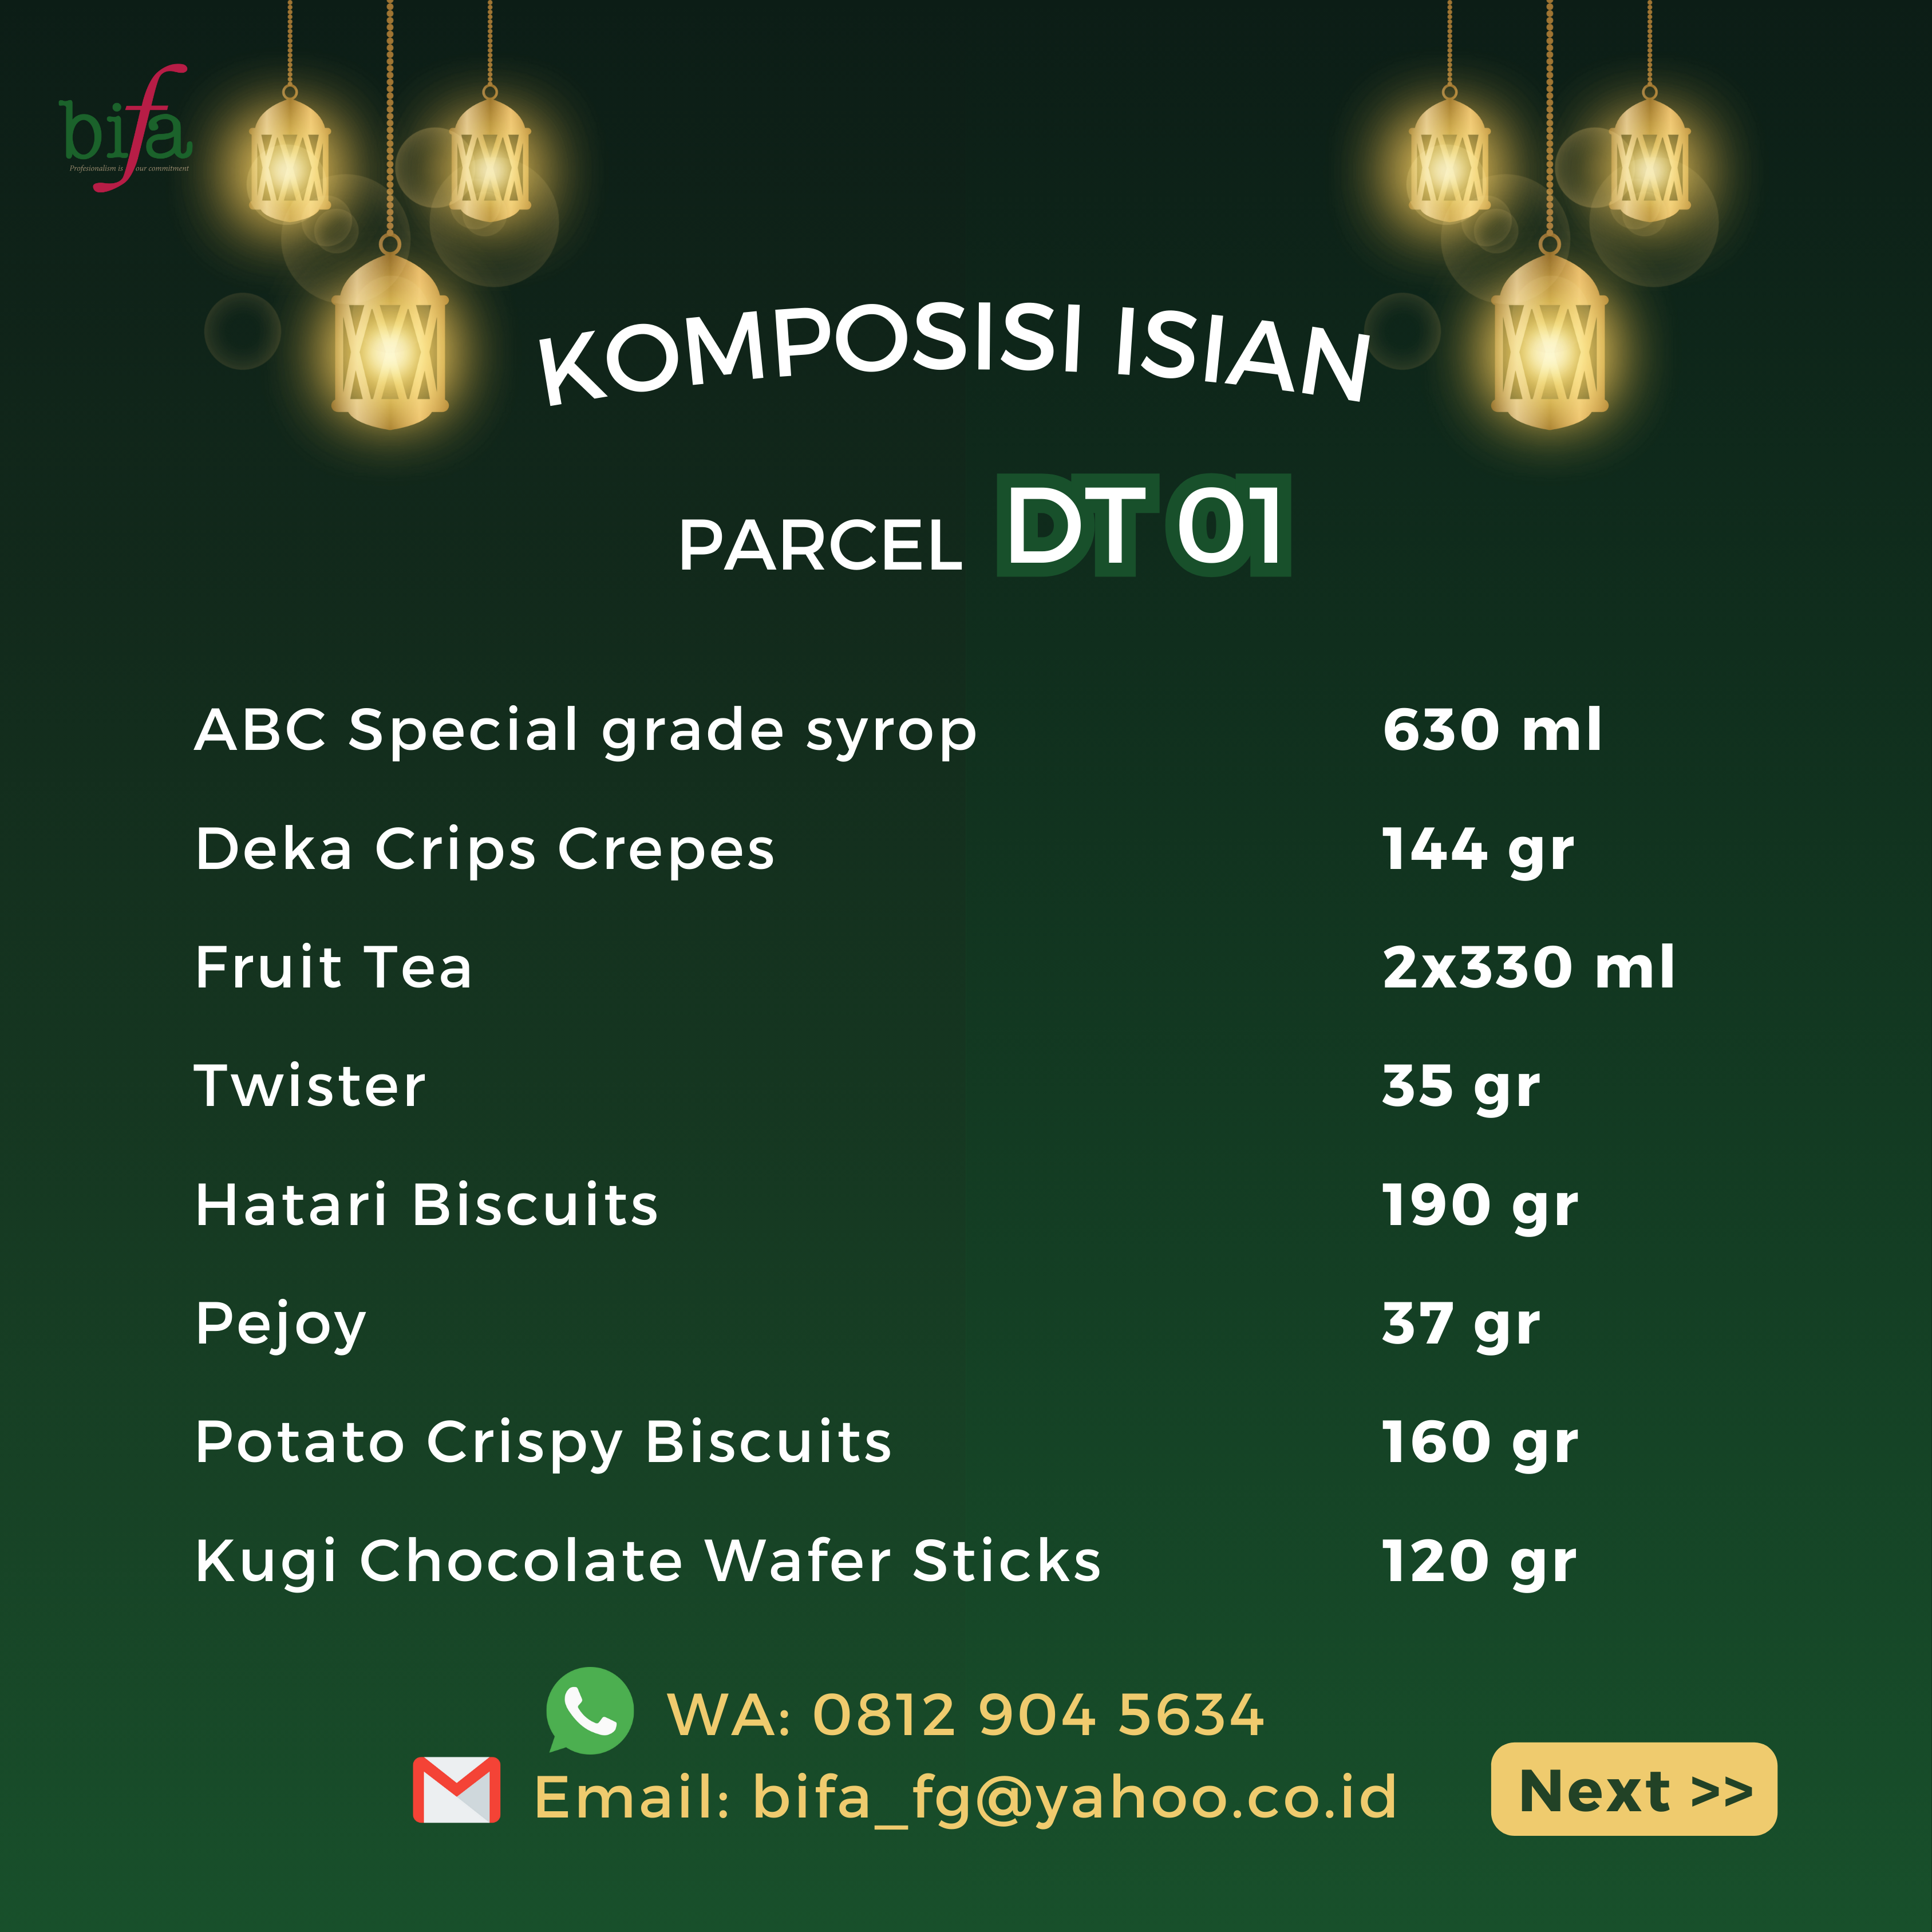 bifa
Profesionalism is our commitment
KOMPOSISI ISIAN
PARCEL DT 01
ABC Special grade syrop 630 ml
Deka Crips Crepes 144 gr
Fruit Tea 2x330 ml
Twister 35 gr
Hatari Biscuits 190 gr
Pejoy 37 gr
Potato Crispy Biscuits 160 gr
Kugi Chocolate Wafer Sticks 120 gr
WA: 0812 904 5634
Email: bifa_fg@yahoo.co.id
Next >>